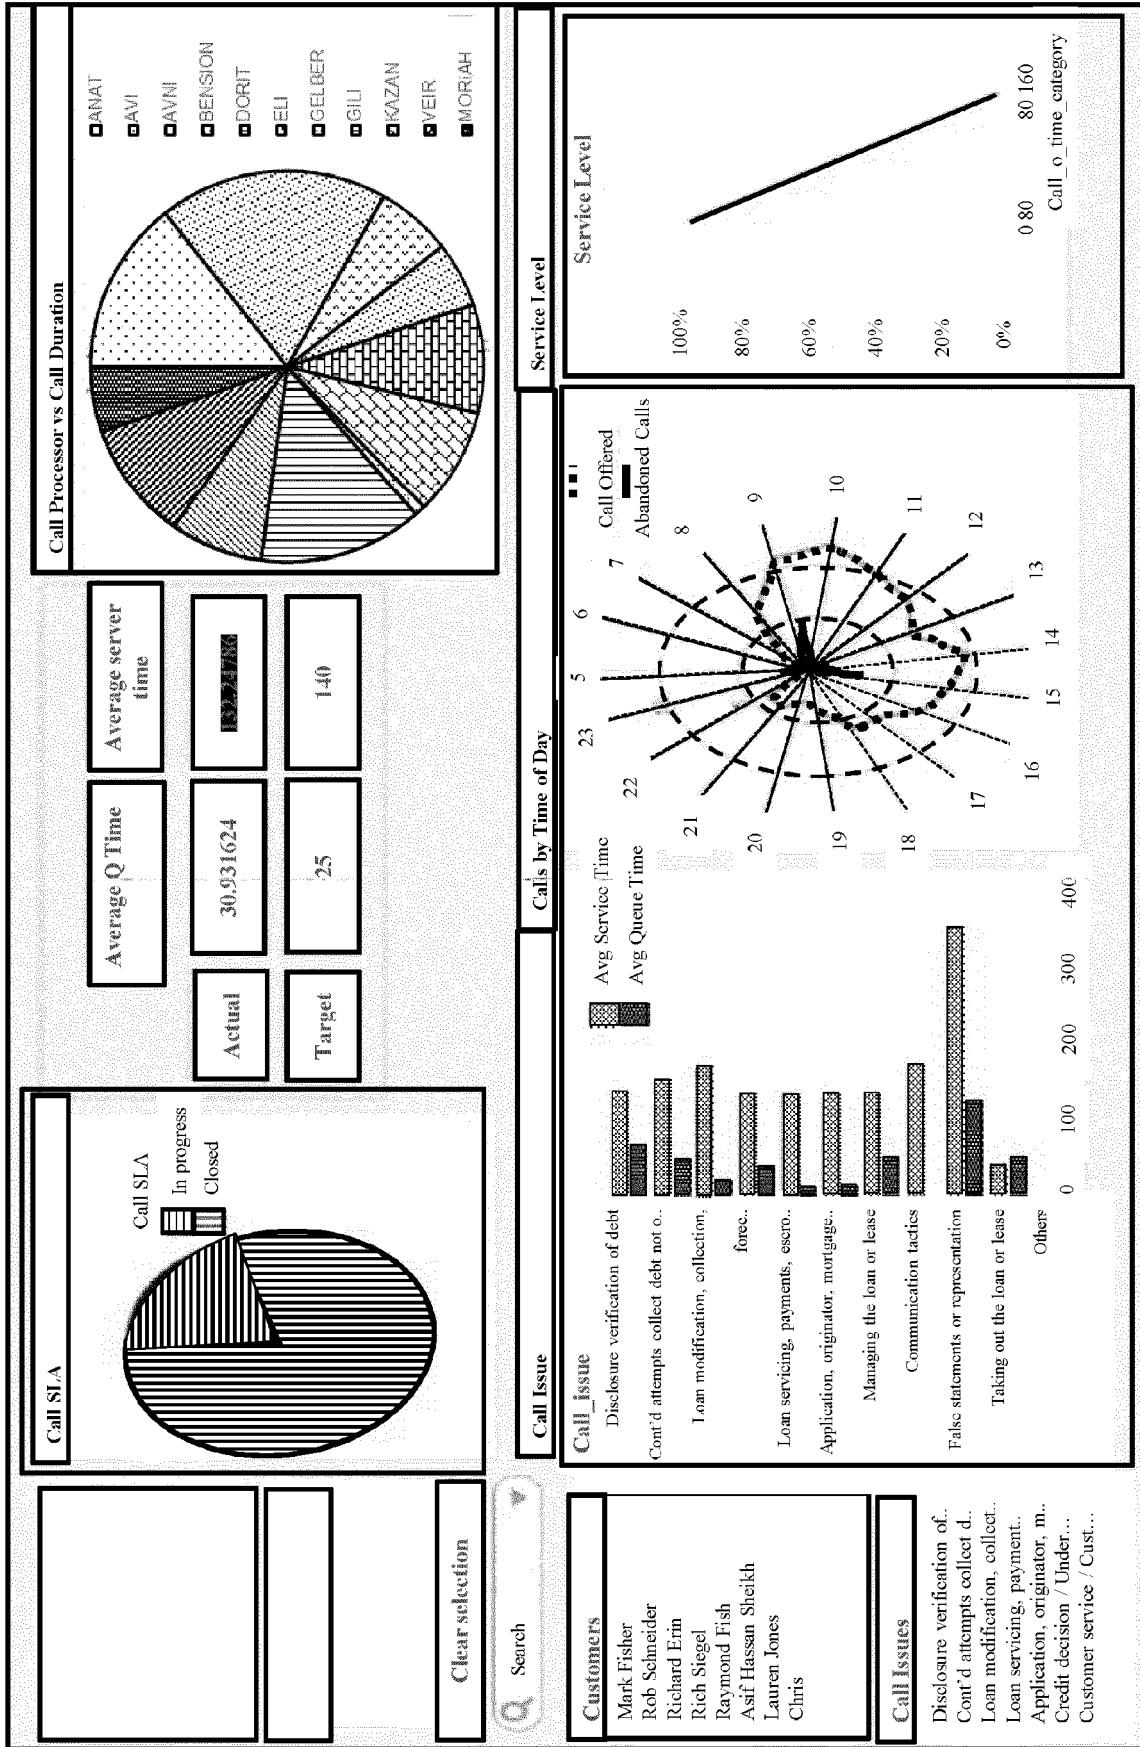 Clear selection
Search
Customers
Mark Fisher
Rob Schneider
Richard Erin
Rich Siegel
Raymond Fish
Asif Hassan Sheikh
Lauren Jones
Chris
Call Issues
Disclosure verification of..
Cont'd attempts collect d..
Loan modification, collect..
Loan servicing, payment..
Application, originator, m..
Credit decision / Under...
Customer service / Cust...
Call SLA
Call SLA
In progress
Closed
Average Q Time
Average server
time
Actual
30.931624
132.24786
Target
25
140
Call Processor vs Call Duration
ANAT
AVI
AVNI
BENSION
DORIT
ELI
GELBER
GILI
KAZAN
VEIR
MORIAH
Call Issue
Call_issue
Avg Service Time
Avg Queue Time
Disclosure verification of debt
Cont'd attempts collect debt not o..
Loan modification, collection,
forec..
Loan servicing, payments, escro..
Application, originator, mortgage..
Managing the loan or lease
Communication tactics
False statements or representation
Taking out the loan or lease
Others
0 100 200 300 400
Calls by Time of Day
Call Offered
Abandoned Calls
5
6
7
8
9
10
11
12
13
14
15
16
17
18
19
20
21
22
23
Service Level
Service Level
100%
80%
60%
40%
20%
0%
0 80 80 160
Call_o_time_category